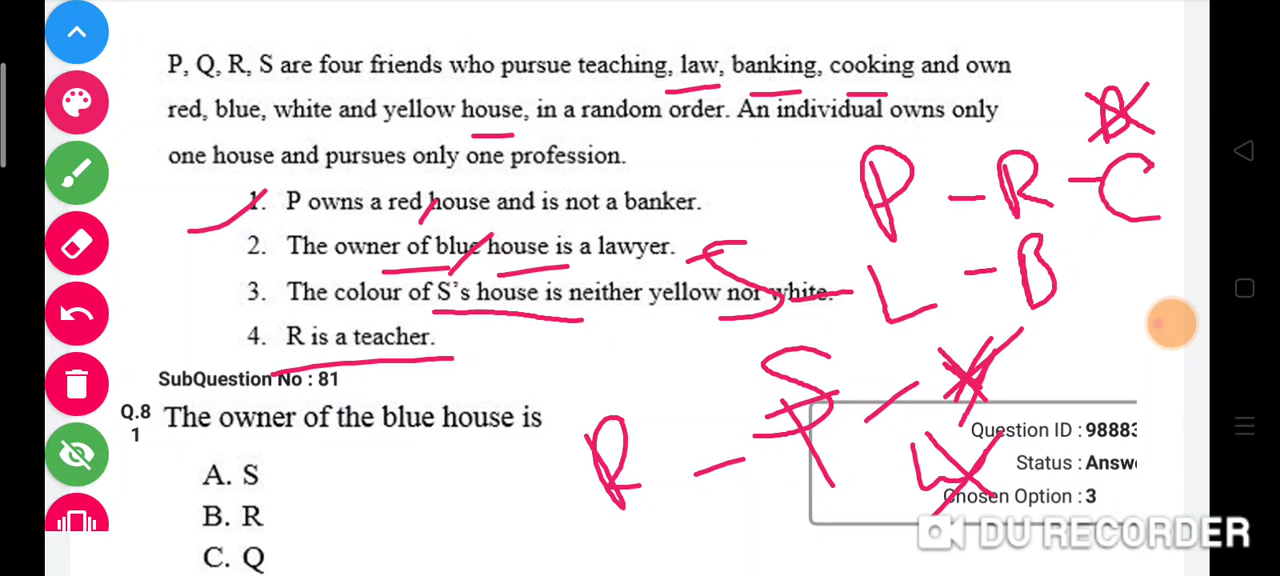 P, Q, R, S are four friends who pursue teaching, law, banking, cooking and own
red, blue, white and yellow house, in a random order. An individual owns only
one house and pursues only one profession.
1. P owns a red house and is not a banker.
2. The owner of blue house is a lawyer.
3. The colour of S's house is neither yellow nor white.
4. R is a teacher.
P - R - C
S - L - B
S
R - T
SubQuestion No : 81
Q.8
1
The owner of the blue house is
A. S
B. R
C. Q
Question ID : 98883
Status : Answ
Chosen Option : 3
DU RECORDER